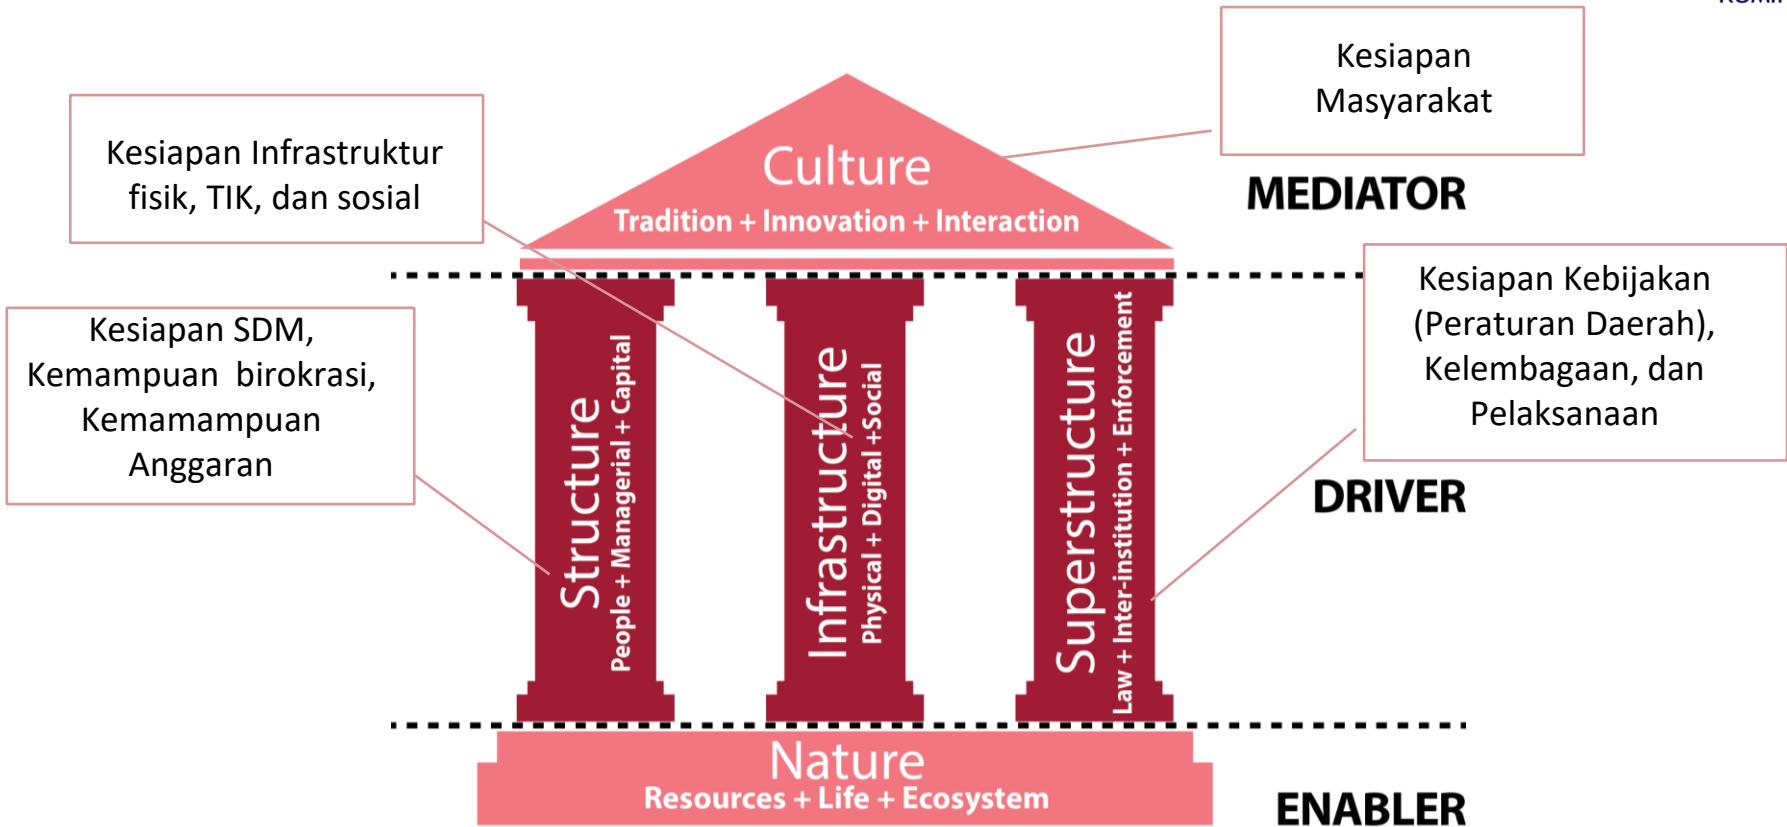 Kesiapan
Masyarakat
Kesiapan Infrastruktur
fisik, TIK, dan sosial
Culture
Tradition + Innovation + Interaction
MEDIATOR
Kesiapan SDM,
Kemampuan birokrasi,
Kemamampuan
Anggaran
Structure
People + Managerial + Capital
Infrastructure
Physical + Digital +Social
Superstructure
Law + Inter-institution + Enforcement
Kesiapan Kebijakan
(Peraturan Daerah),
Kelembagaan, dan
Pelaksanaan
DRIVER
Nature
Resources + Life + Ecosystem
ENABLER